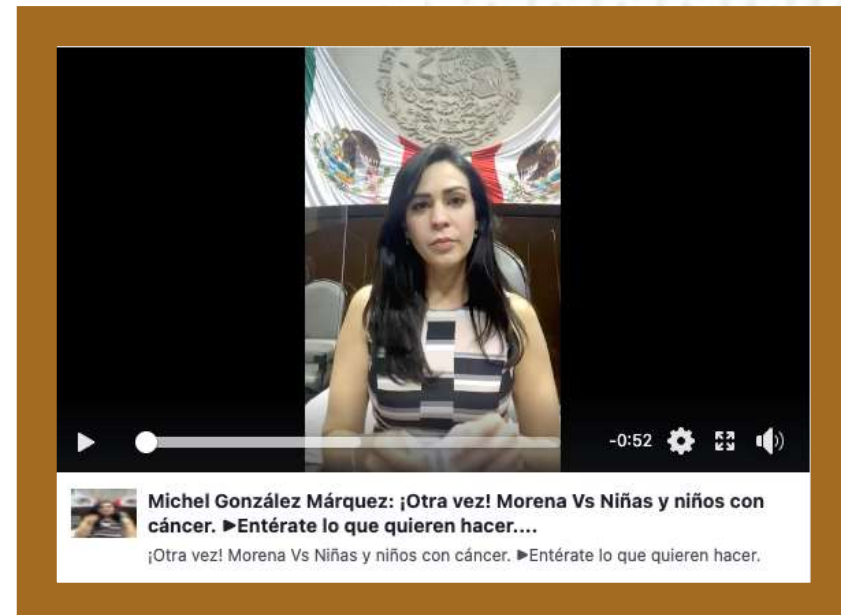 -0:52
Michel González Márquez: ¡Otra vez! Morena Vs Niñas y niños con
cáncer. ►Entérate lo que quieren hacer....
¡Otra vez! Morena Vs Niñas y niños con cáncer. ►Entérate lo que quieren hacer.